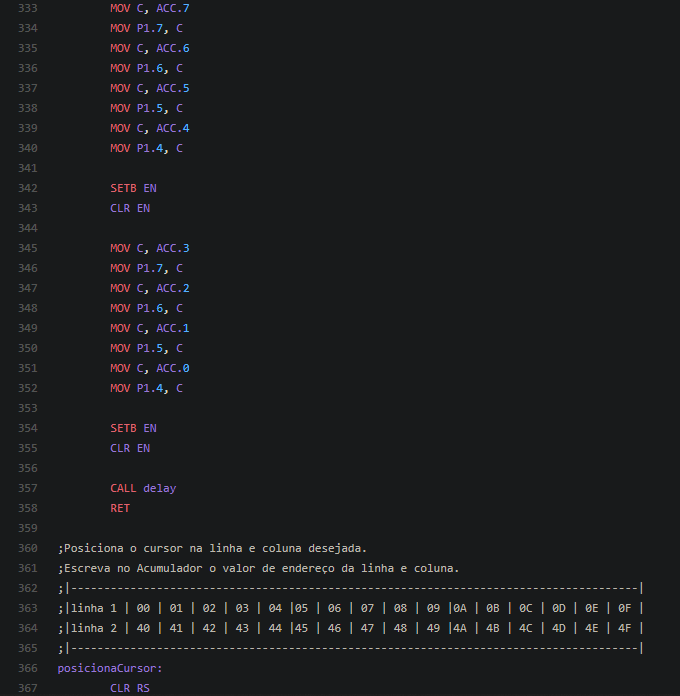 333 MOV C, ACC.7
334 MOV P1.7, C
335 MOV C, ACC.6
336 MOV P1.6, C
337 MOV C, ACC.5
338 MOV P1.5, C
339 MOV C, ACC.4
340 MOV P1.4, C
341
342 SETB EN
343 CLR EN
344
345 MOV C, ACC.3
346 MOV P1.7, C
347 MOV C, ACC.2
348 MOV P1.6, C
349 MOV C, ACC.1
350 MOV P1.5, C
351 MOV C, ACC.0
352 MOV P1.4, C
353
354 SETB EN
355 CLR EN
356
357 CALL delay
358 RET
359
360 ;Posiciona o cursor na linha e coluna desejada.
361 ;Escreva no Acumulador o valor de endereço da linha e coluna.
362 ;|--------------------------------------------------------------------------------------|
363 ;|linha 1 | 00 | 01 | 02 | 03 | 04 |05 | 06 | 07 | 08 | 09 |0A | 0B | 0C | 0D | 0E | 0F |
364 ;|linha 2 | 40 | 41 | 42 | 43 | 44 |45 | 46 | 47 | 48 | 49 |4A | 4B | 4C | 4D | 4E | 4F |
365 ;|--------------------------------------------------------------------------------------|
366 posicionaCursor:
367 CLR RS